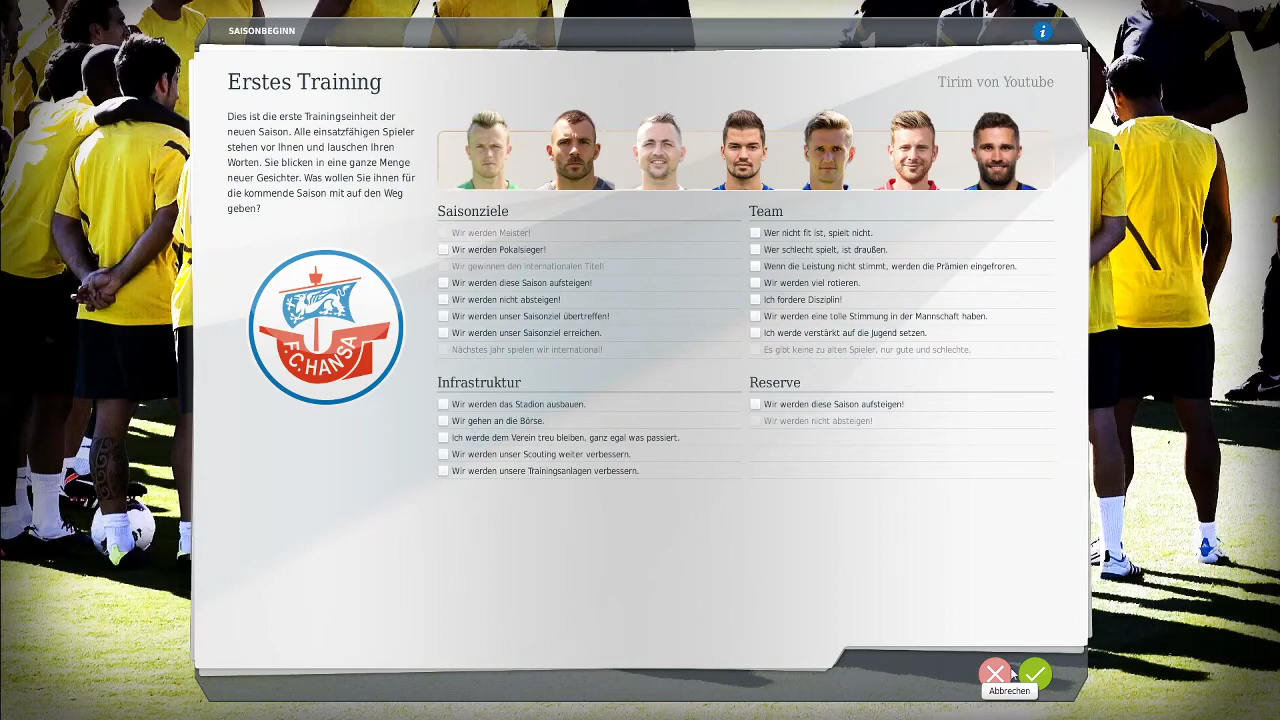 SAISONBEGINN
Erstes Training
Tirim von Youtube
Dies ist die erste Trainingseinheit der
neuen Saison. Alle einsatzfähigen Spieler
stehen vor Ihnen und lauschen Ihren
Worten. Sie blicken in eine ganze Menge
neuer Gesichter. Was wollen Sie ihnen für
die kommende Saison mit auf den Weg
geben?
F.C. HANSA
Saisonziele
Wir werden Meister!
Wir werden Pokalsieger!
Wir gewinnen den internationalen Titel!
Wir werden diese Saison aufsteigen!
Wir werden nicht absteigen!
Wir werden unser Saisonziel übertreffen!
Wir werden unser Saisonziel erreichen.
Nächstes Jahr spielen wir international!
Team
Wer nicht fit ist, spielt nicht.
Wer schlecht spielt, ist draußen.
Wenn die Leistung nicht stimmt, werden die Prämien eingefroren.
Wir werden viel rotieren.
Ich fordere Disziplin!
Wir werden eine tolle Stimmung in der Mannschaft haben.
Ich werde verstärkt auf die Jugend setzen.
Es gibt keine zu alten Spieler, nur gute und schlechte.
Infrastruktur
Wir werden das Stadion ausbauen.
Wir gehen an die Börse.
Ich werde dem Verein treu bleiben, ganz egal was passiert.
Wir werden unser Scouting weiter verbessern.
Wir werden unsere Trainingsanlagen verbessern.
Reserve
Wir werden diese Saison aufsteigen!
Wir werden nicht absteigen!
Abbrechen